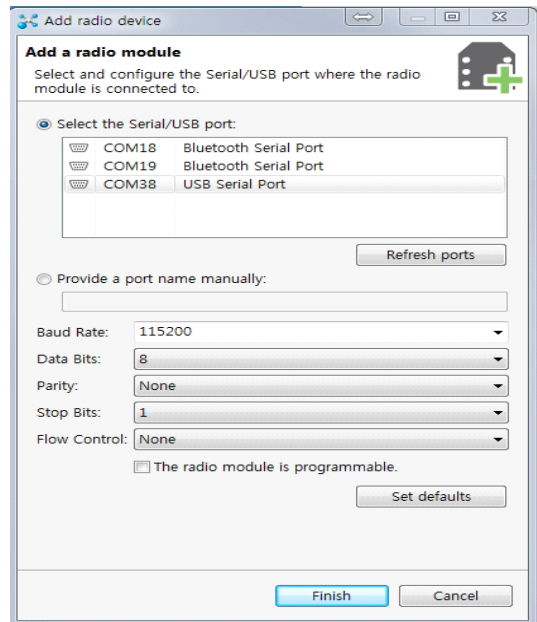 Add radio device
Add a radio module
Select and configure the Serial/USB port where the radio
module is connected to.
Select the Serial/USB port:
COM18 Bluetooth Serial Port
COM19 Bluetooth Serial Port
COM38 USB Serial Port
Refresh ports
Provide a port name manually:
Baud Rate: 115200
Data Bits: 8
Parity: None
Stop Bits: 1
Flow Control: None
The radio module is programmable.
Set defaults
Finish Cancel